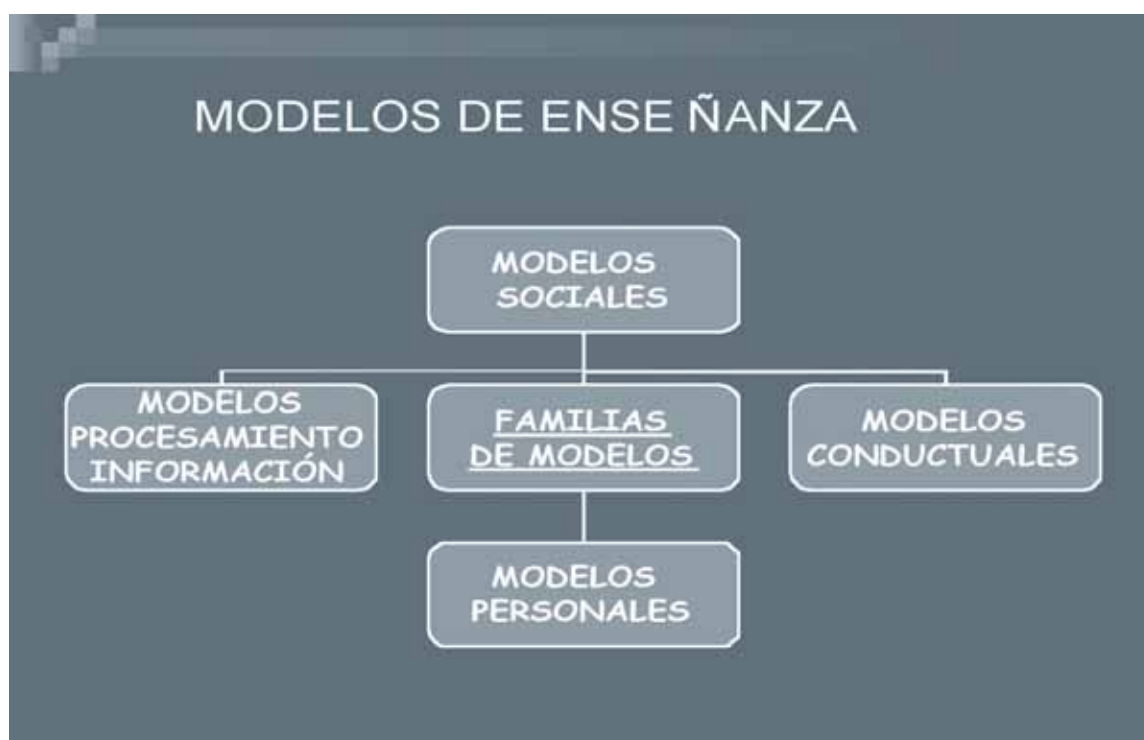 MODELOS DE ENSE ÑANZA
MODELOS
SOCIALES
MODELOS
PROCESAMIENTO
INFORMACIÓN
FAMILIAS
DE MODELOS
MODELOS
CONDUCTUALES
MODELOS
PERSONALES